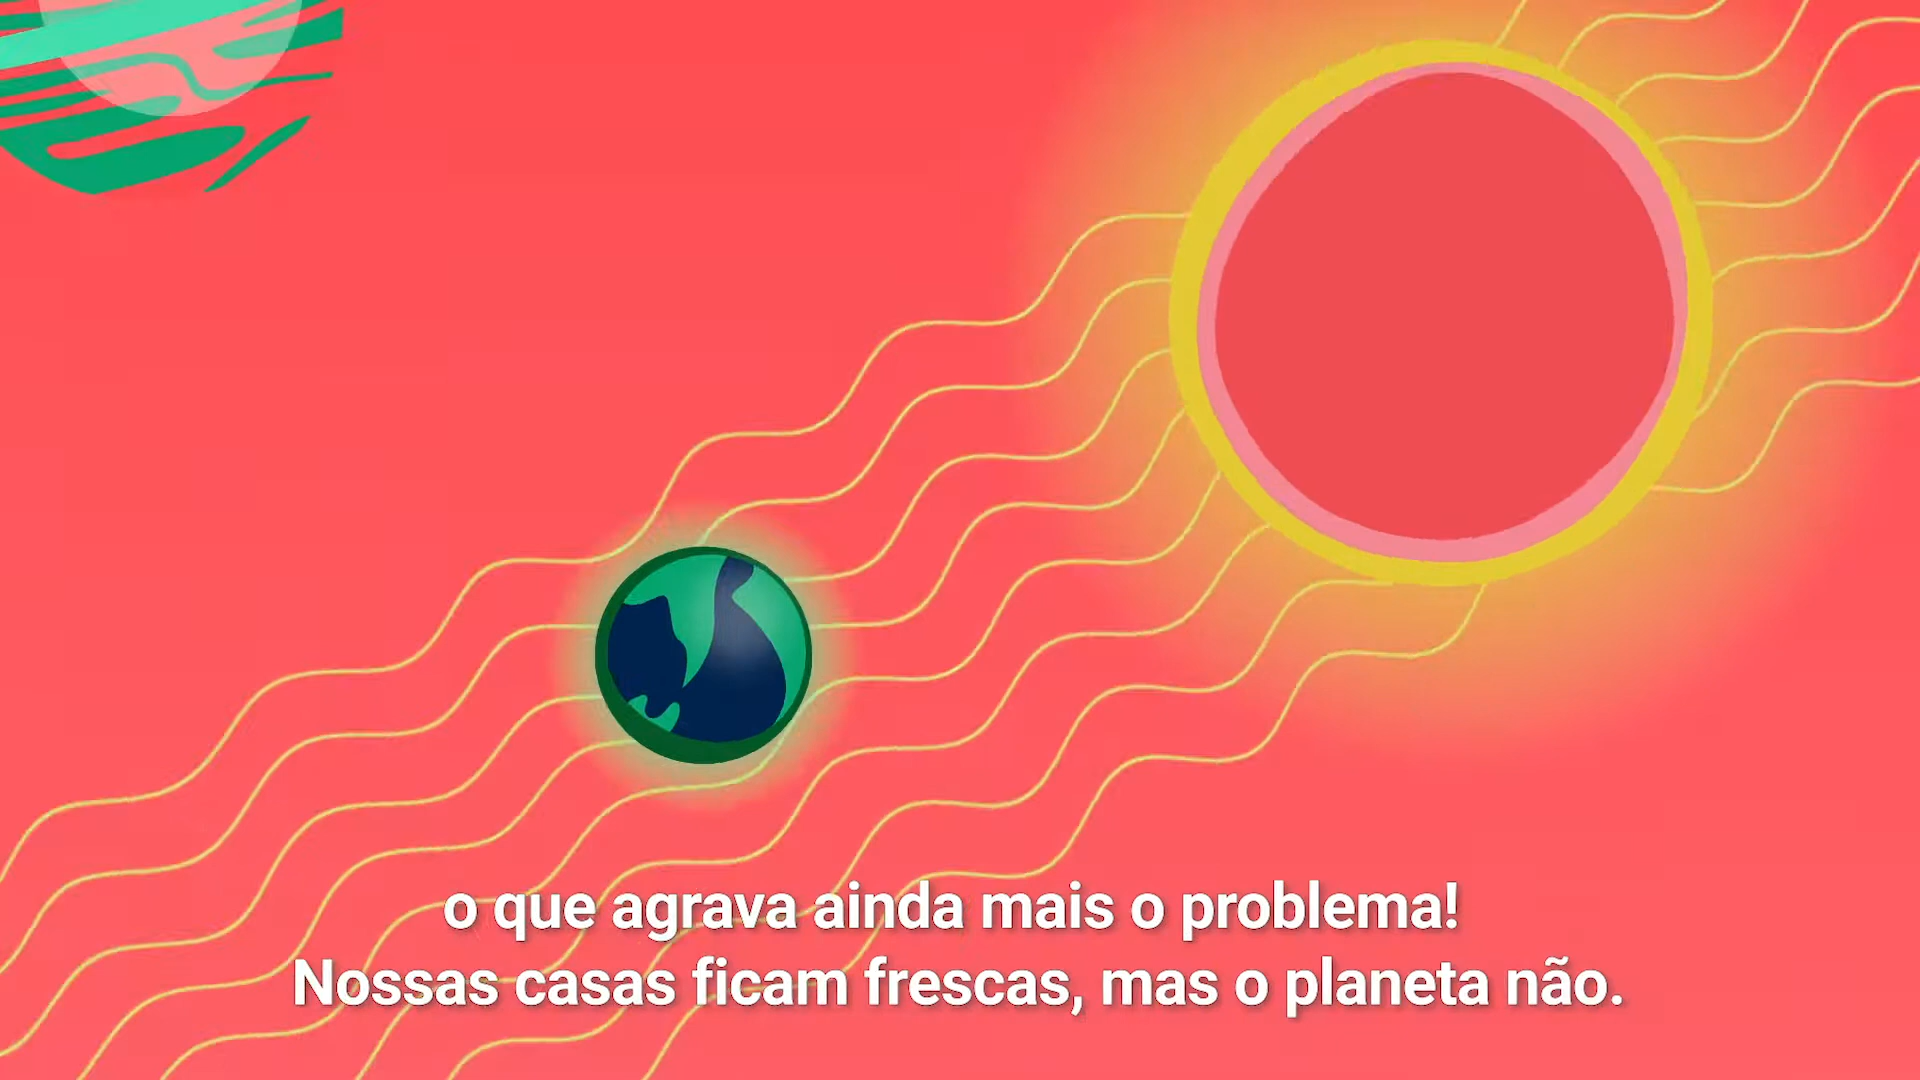 o que agrava ainda mais o problema!
Nossas casas ficam frescas, mas o planeta não.